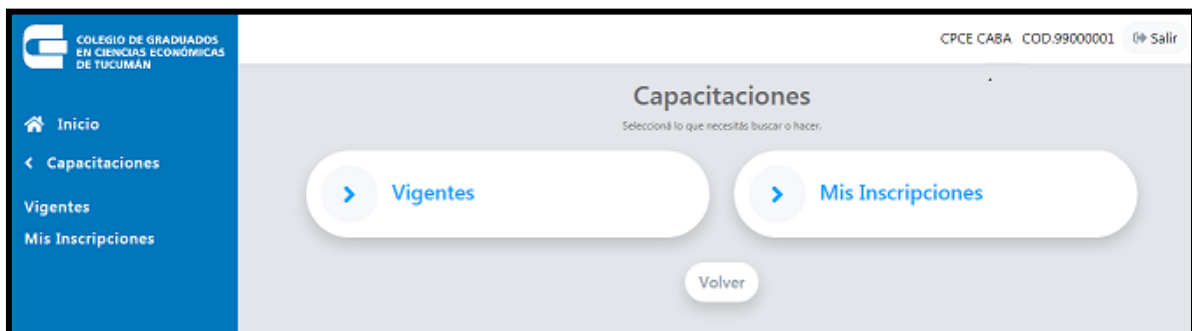 COLEGIO DE GRADUADOS
EN CIENCIAS ECONÓMICAS
DE TUCUMÁN
CPCE CABA COD.99000001 Salir
Inicio
Capacitaciones
Vigentes
Mis Inscripciones
Capacitaciones
Seleccioná lo que necesitás buscar o hacer.
Vigentes
Mis Inscripciones
Volver